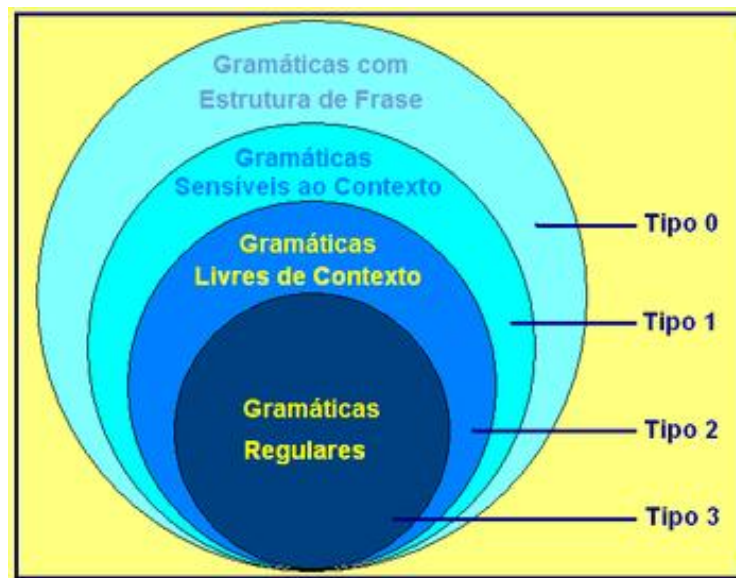 Gramáticas com
Estrutura de Frase
Gramáticas
Sensíveis ao Contexto
Gramáticas
Livres de Contexto
Gramáticas
Regulares
Tipo 0
Tipo 1
Tipo 2
Tipo 3